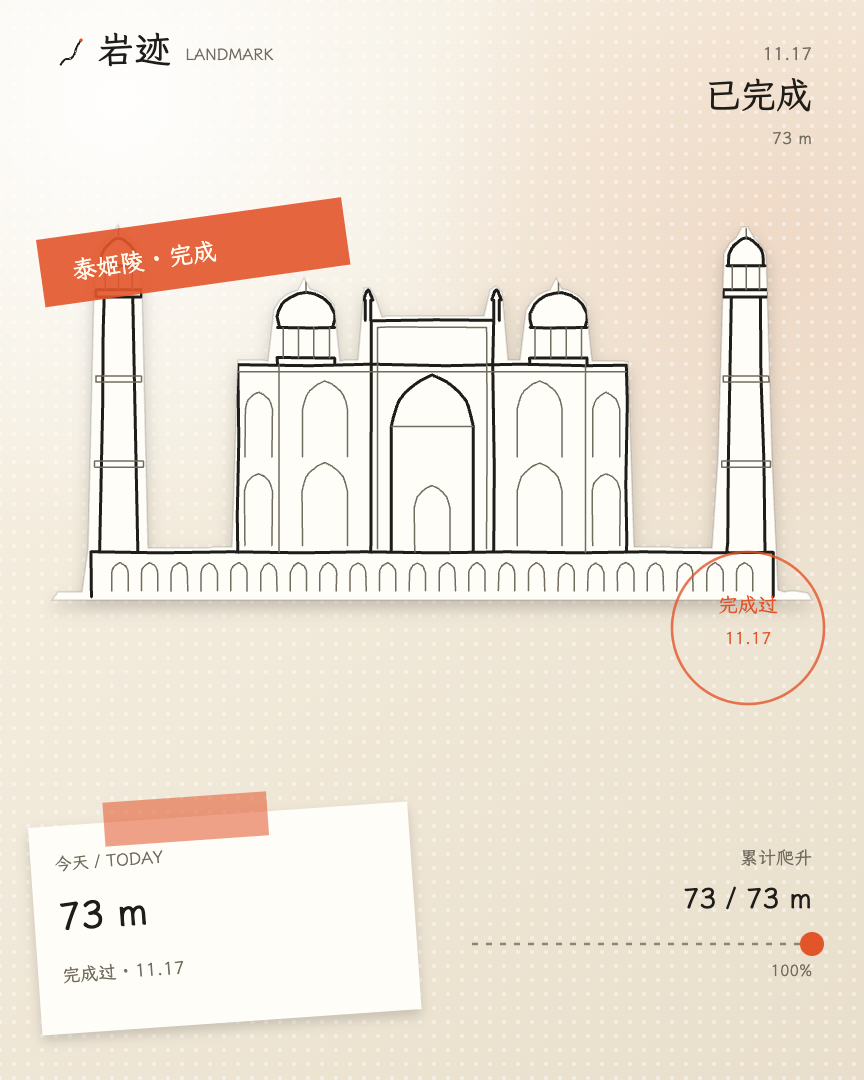 岩迹 LANDMARK
11.17
已完成
73 m
泰姬陵・完成
完成过
11.17
今天 / TODAY
73 m
完成过・11.17
累计爬升
73 / 73 m
100%